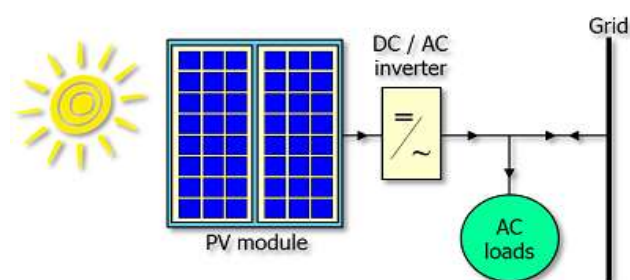 Grid
DC / AC
inverter
=
~
PV module
AC
loads